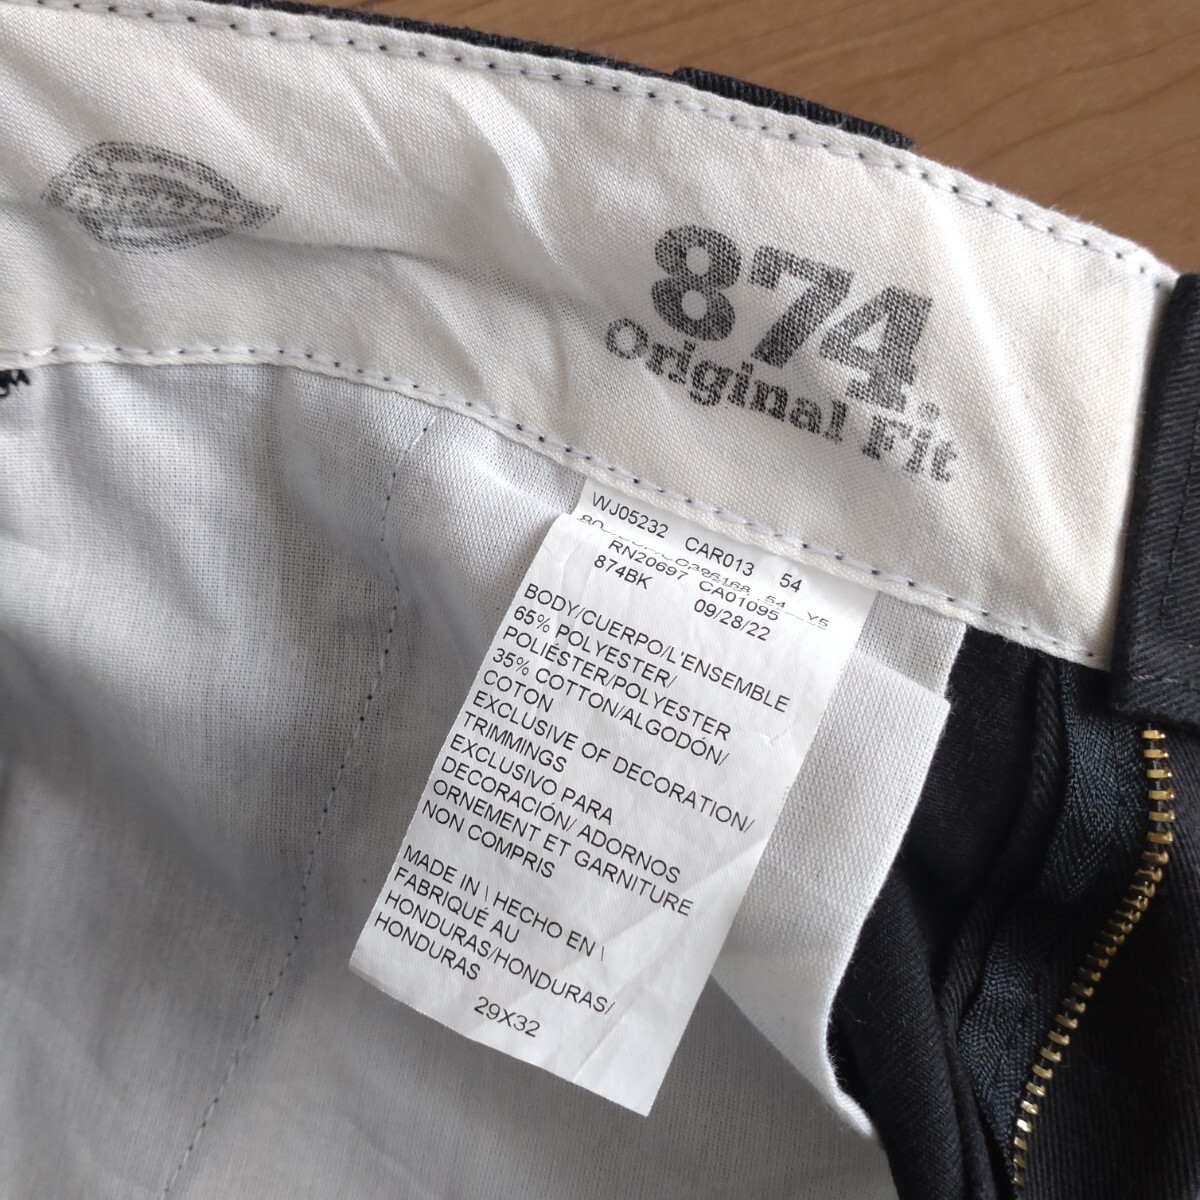 Dickies
874®
Original Fit
WJ05232 CAR013 54
RN20697 CA01095
874BK 09/28/22
BODY/CUERPO/L'ENSEMBLE
65% POLYESTER/
POLIÉSTER/POLYESTER
35% COTTON/ALGODÓN/
COTON
EXCLUSIVE OF DECORATION/
TRIMMINGS
EXCLUSIVO PARA
DECORACIÓN/ ADORNOS
ORNEMENT ET GARNITURE
NON COMPRIS
MADE IN \ HECHO EN \
FABRIQUÉ AU
HONDURAS/HONDURAS/
HONDURAS
29X32